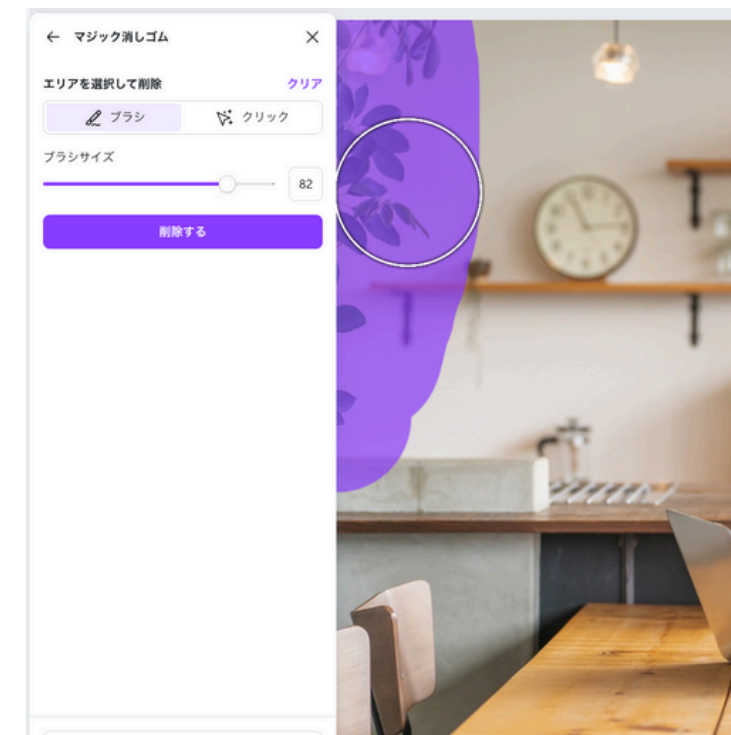 マジック消しゴム
エリアを選択して削除 クリア
ブラシ クリック
ブラシサイズ
82
削除する